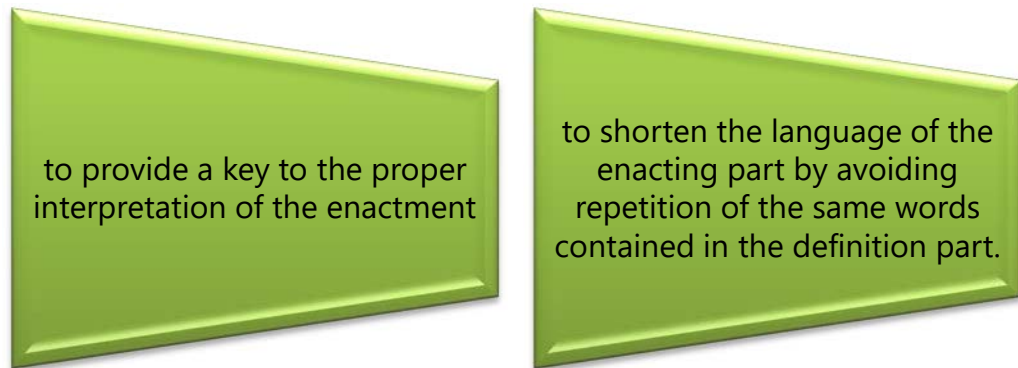 to provide a key to the proper
interpretation of the enactment
to shorten the language of the
enacting part by avoiding
repetition of the same words
contained in the definition part.